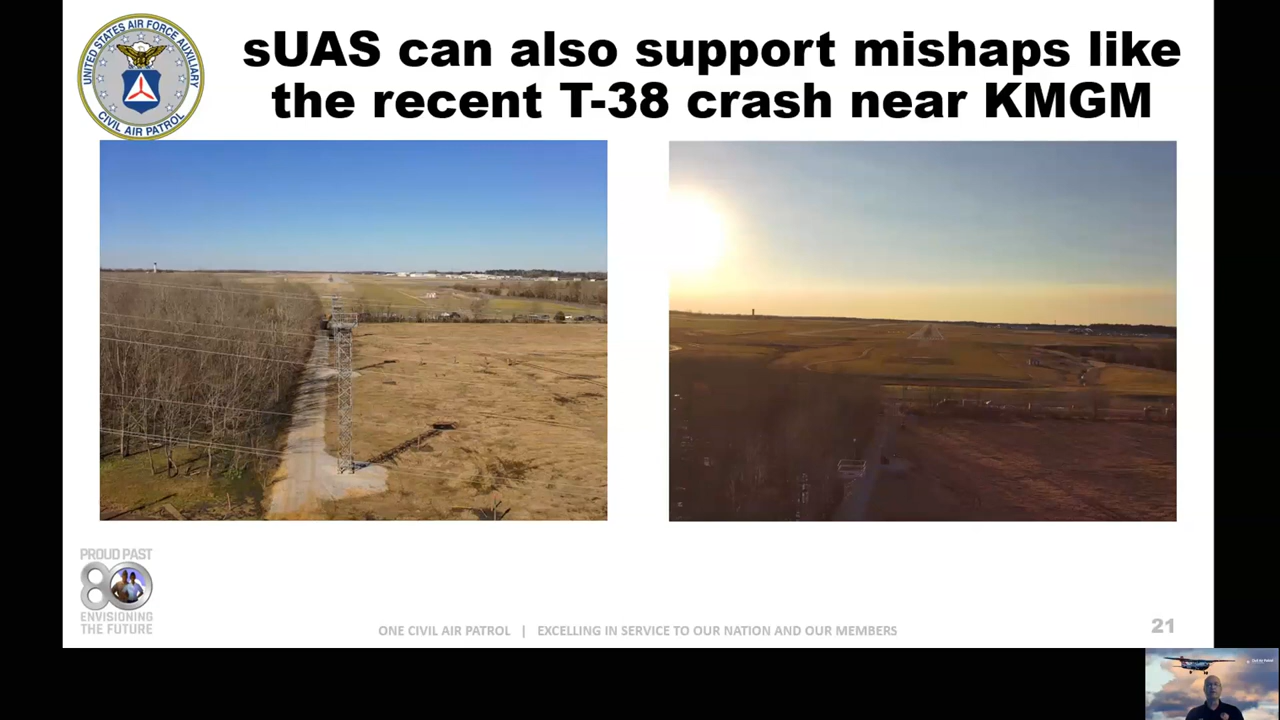 UNITED STATES AIR FORCE AUXILIARY
CIVIL AIR PATROL
sUAS can also support mishaps like
the recent T-38 crash near KMGM
PROUD PAST
80
ENVISIONING
THE FUTURE
ONE CIVIL AIR PATROL | EXCELLING IN SERVICE TO OUR NATION AND OUR MEMBERS
21